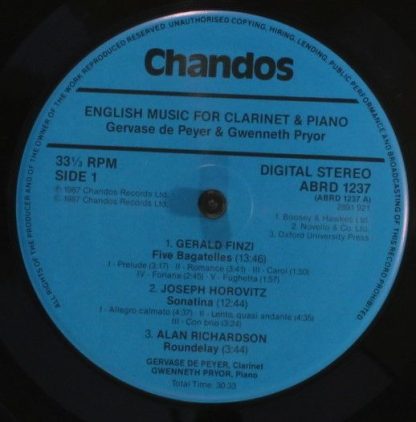 ALL RIGHTS OF THE PRODUCER AND OF THE OWNER OF THE WORK REPRODUCED RESERVED. UNAUTHORISED COPYING, HIRING, LENDING, PUBLIC PERFORMANCE AND BROADCASTING OF THIS RECORD PROHIBITED
Chandos
ENGLISH MUSIC FOR CLARINET & PIANO
Gervase de Peyer & Gwenneth Pryor
33⅓ RPM
SIDE 1
℗ 1987 Chandos Records Ltd.
© 1987 Chandos Records Ltd.
DIGITAL STEREO
ABRD 1237
(ABRD 1237 A)
1. Boosey & Hawkes Ltd.
2. Novello & Co. Ltd.
3. Oxford University Press
1. GERALD FINZI
Five Bagatelles (13:46)
I - Prelude (3:17) II - Romance (3:41) III - Carol (1:50)
IV - Forlana (2:45) - V - Fughetta (1:57)
2. JOSEPH HOROVITZ
Sonatina (12:44)
I - Allegro calmato (4:37) II - Lento, quasi andante (4:35)
III - Con brio (3:24)
3. ALAN RICHARDSON
Roundelay (3:44)
GERVASE DE PEYER, Clarinet
GWENNETH PRYOR, Piano
Total Time: 30:30